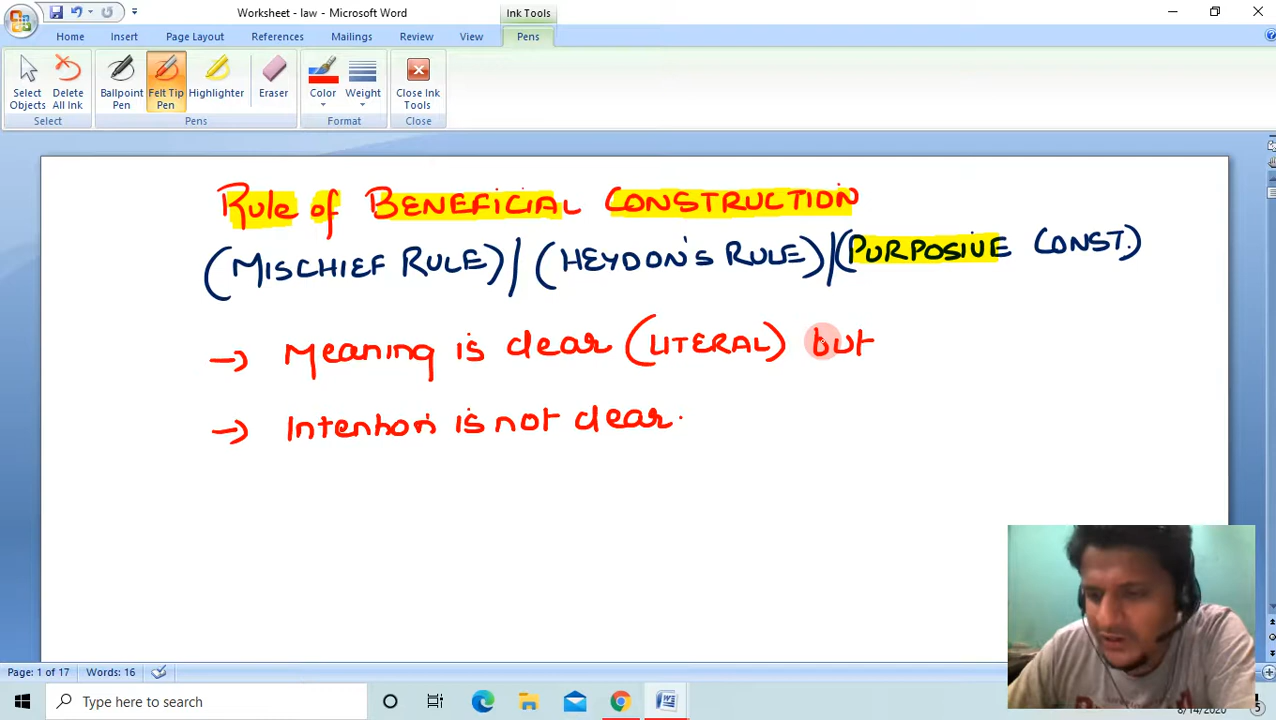 Worksheet - law - Microsoft Word
Ink Tools
Home Insert Page Layout References Mailings Review View Pens
Select Objects
Delete All Ink
Ballpoint Pen
Felt Tip Pen
Highlighter
Eraser
Color
Weight
Close Ink Tools
Select Pens Format Close
Rule of BENEFICIAL CONSTRUCTION
(MISCHIEF RULE)/(HEYDON'S RULE)/(PURPOSIVE CONST.)
→ Meaning is clear (LITERAL) but
→ Intention is not clear.
Page: 1 of 17 Words: 16
Type here to search
8/14/2020